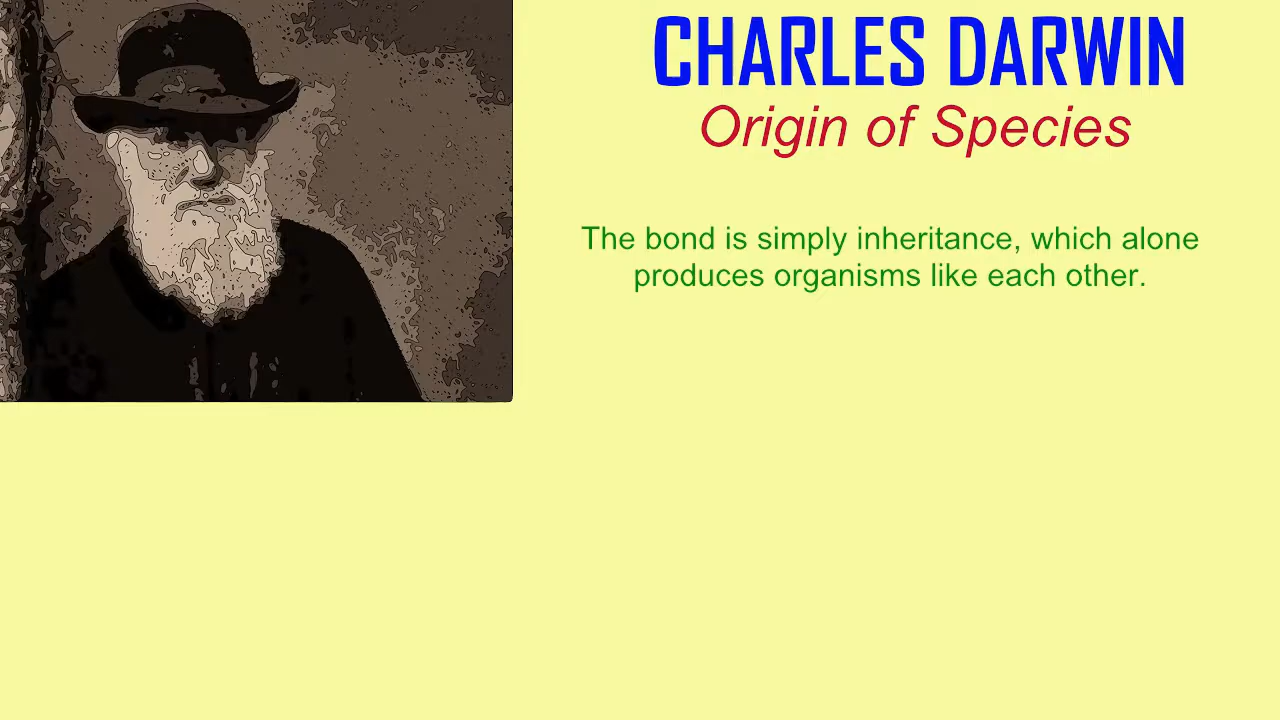 CHARLES DARWIN
Origin of Species
The bond is simply inheritance, which alone
produces organisms like each other.